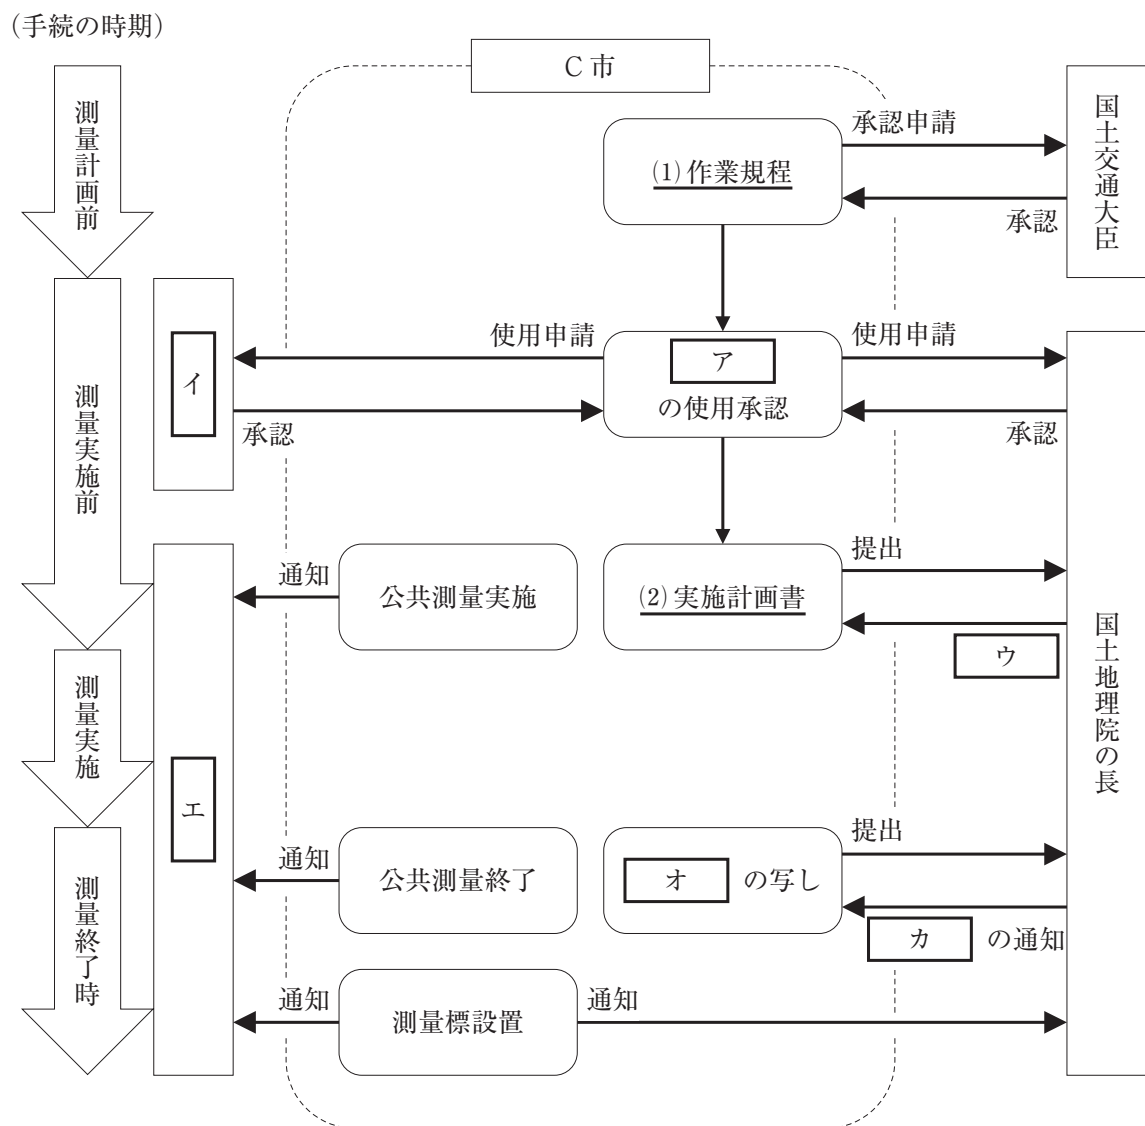 (手続の時期)
C市
測量計画前
(1)作業規程
承認申請
承認
国土交通大臣
測量実施前
イ
使用申請
承認
ア
の使用承認
使用申請
承認
通知
公共測量実施
(2)実施計画書
提出
ウ
国土地理院の長
測量実施
エ
測量終了時
通知
公共測量終了
オ の写し
提出
カ の通知
通知
測量標設置
通知